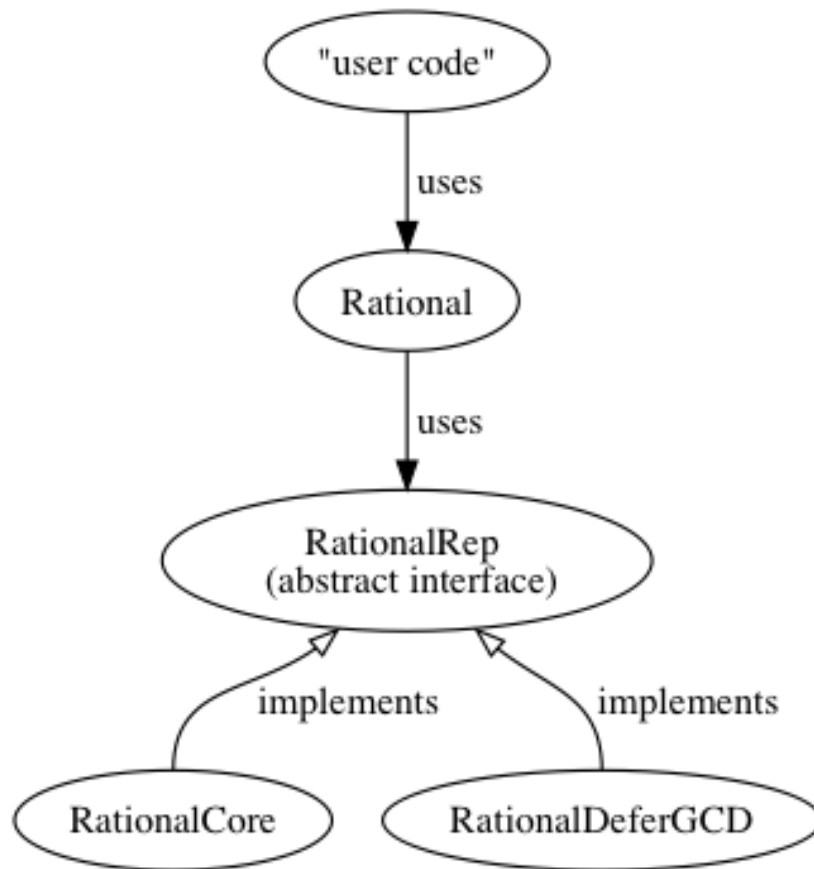 "user code"
uses
Rational
uses
RationalRep
(abstract interface)
implements
implements
RationalCore
RationalDeferGCD